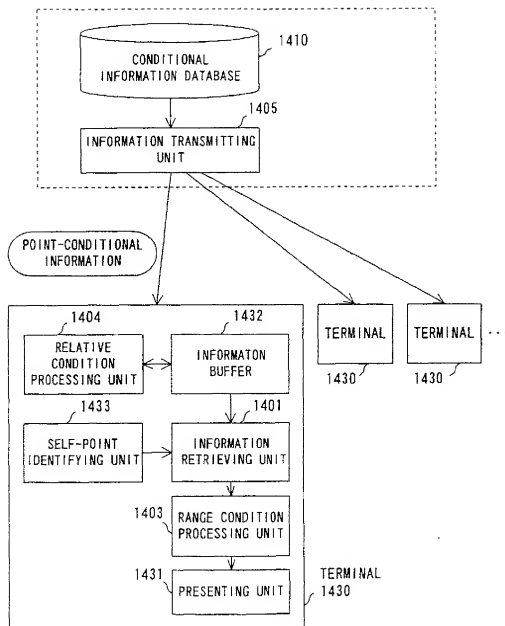 1410
CONDITIONAL
INFORMATION DATABASE
1405
INFORMATION TRANSMITTING
UNIT
POINT-CONDITIONAL
INFORMATION
1404
RELATIVE
CONDITION
PROCESSING UNIT
1432
INFORMATON
BUFFER
TERMINAL
1430
TERMINAL
1430
..
1433
SELF-POINT
IDENTIFYING UNIT
1401
INFORMATION
RETRIEVING UNIT
1403
RANGE CONDITION
PROCESSING UNIT
1431
PRESENTING UNIT
TERMINAL
1430